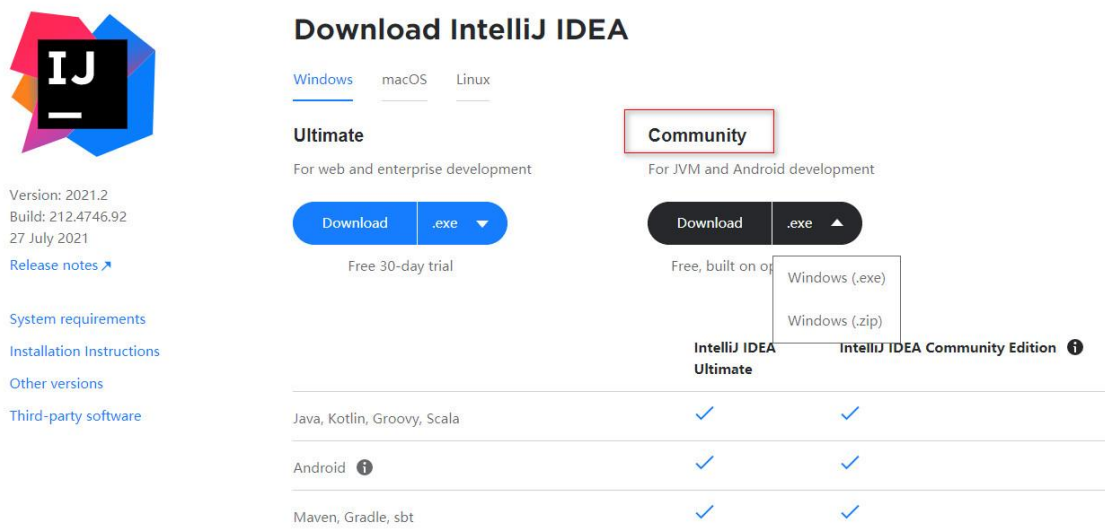 IJ
Version: 2021.2
Build: 212.4746.92
27 July 2021
Release notes ↗
System requirements
Installation Instructions
Other versions
Third-party software
Download IntelliJ IDEA
Windows macOS Linux
Ultimate
For web and enterprise development
Download .exe
Free 30-day trial
Community
For JVM and Android development
Download .exe
Free, built on
Windows (.exe)
Windows (.zip)
IntelliJ IDEA
Ultimate
IntelliJ IDEA Community Edition
Java, Kotlin, Groovy, Scala
Android
Maven, Gradle, sbt